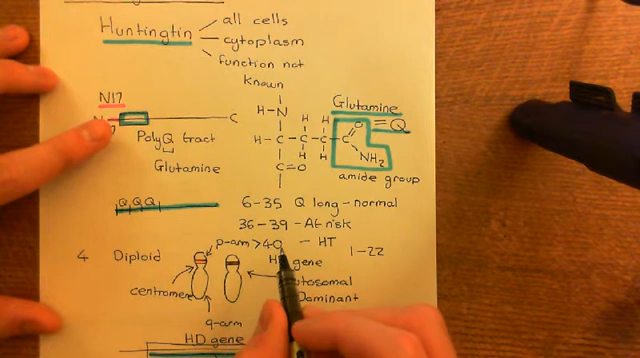 Huntingtin
all cells
cytoplasm
function not
known
N17
C
PolyQ tract
Glutamine
Q Q Q
H-N
H H
H-C-C-C-C
H H
O
NH2
C=O
Glutamine
=Q
amide group
6-35 Q long-normal
36-39-At risk
>40 - HT
4 Diploid
p-arm
centromere
q-arm
HD gene
gene
1-22
Autosomal
Dominant